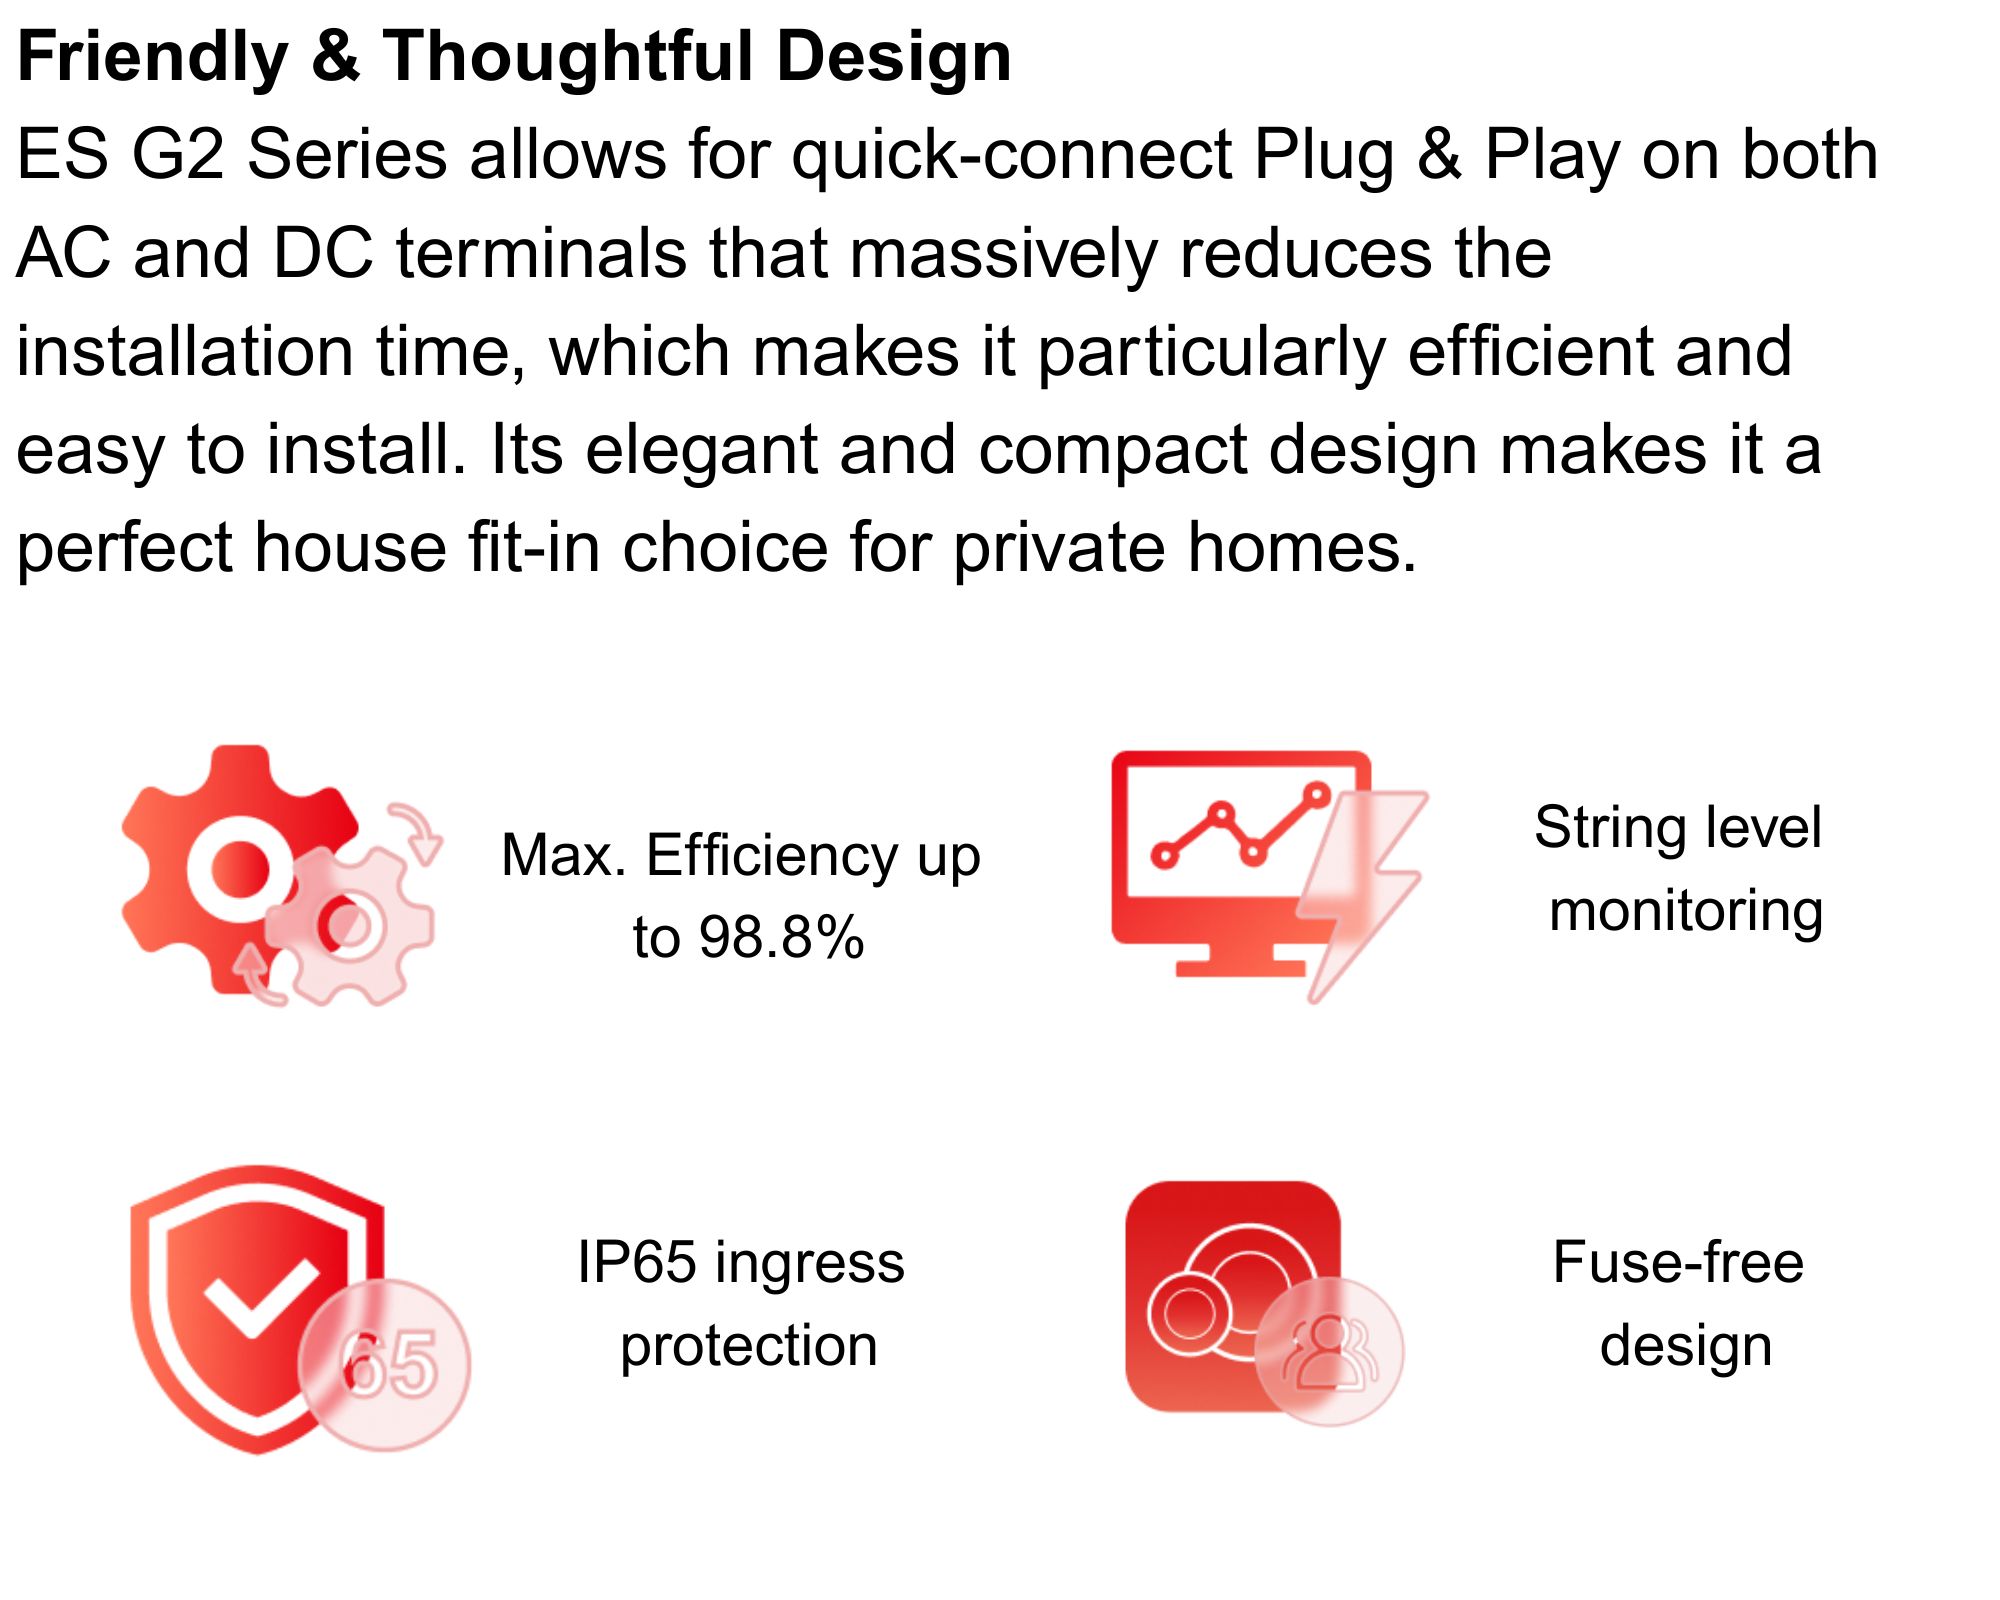 Friendly & Thoughtful Design
ES G2 Series allows for quick-connect Plug & Play on both
AC and DC terminals that massively reduces the
installation time, which makes it particularly efficient and
easy to install. Its elegant and compact design makes it a
perfect house fit-in choice for private homes.
Max. Efficiency up
to 98.8%
String level
monitoring
65
IP65 ingress
protection
Fuse-free
design